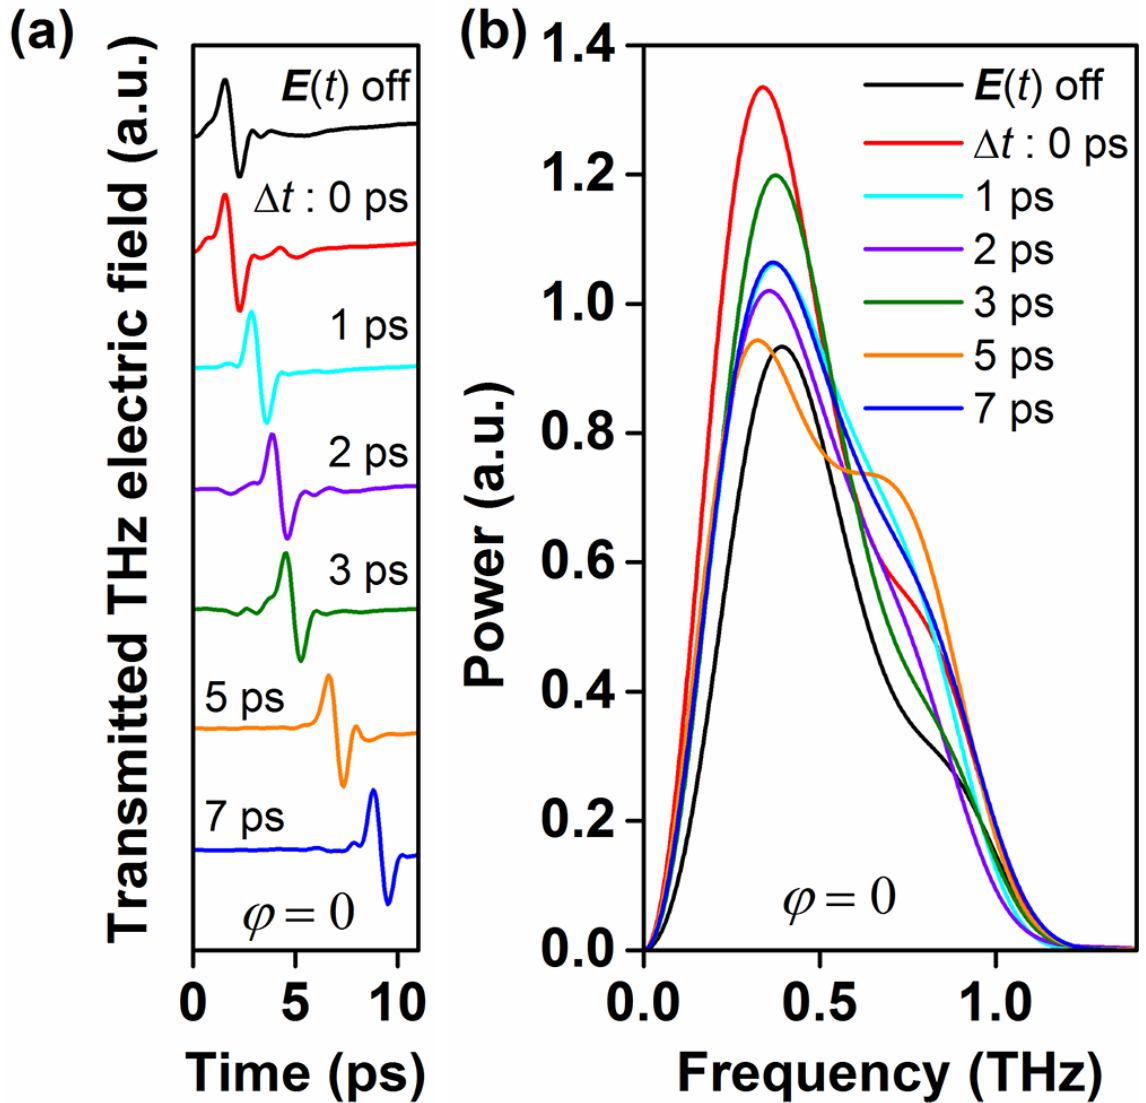 (a)
Transmitted THz electric field (a.u.)
E(t) off
Δt : 0 ps
1 ps
2 ps
3 ps
5 ps
7 ps
φ = 0
0 5 10
Time (ps)
(b)
Power (a.u.)
1.4
1.2
1.0
0.8
0.6
0.4
0.2
0.0
E(t) off
Δt : 0 ps
1 ps
2 ps
3 ps
5 ps
7 ps
φ = 0
0.0 0.5 1.0
Frequency (THz)